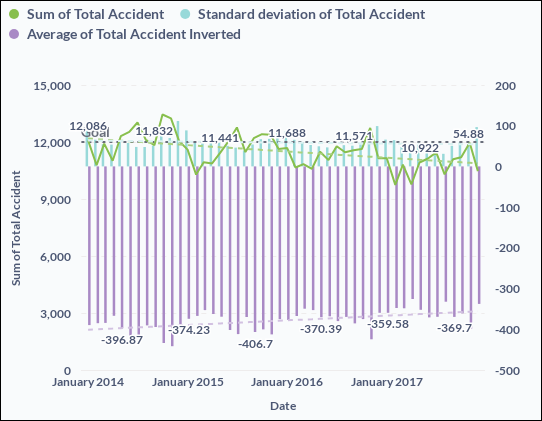 Sum of Total Accident
Standard deviation of Total Accident
Average of Total Accident Inverted
15,000
200
12,086
11,832
11,441
11,688
11,571
10,922
54.88
100
Goal
12,000
0
9,000
-100
-200
6,000
-300
3,000
-374.23
-396.87
-406.7
-370.39
-359.58
-369.7
-400
0
-500
January 2014
January 2015
January 2016
January 2017
Date
Sum of Total Accident